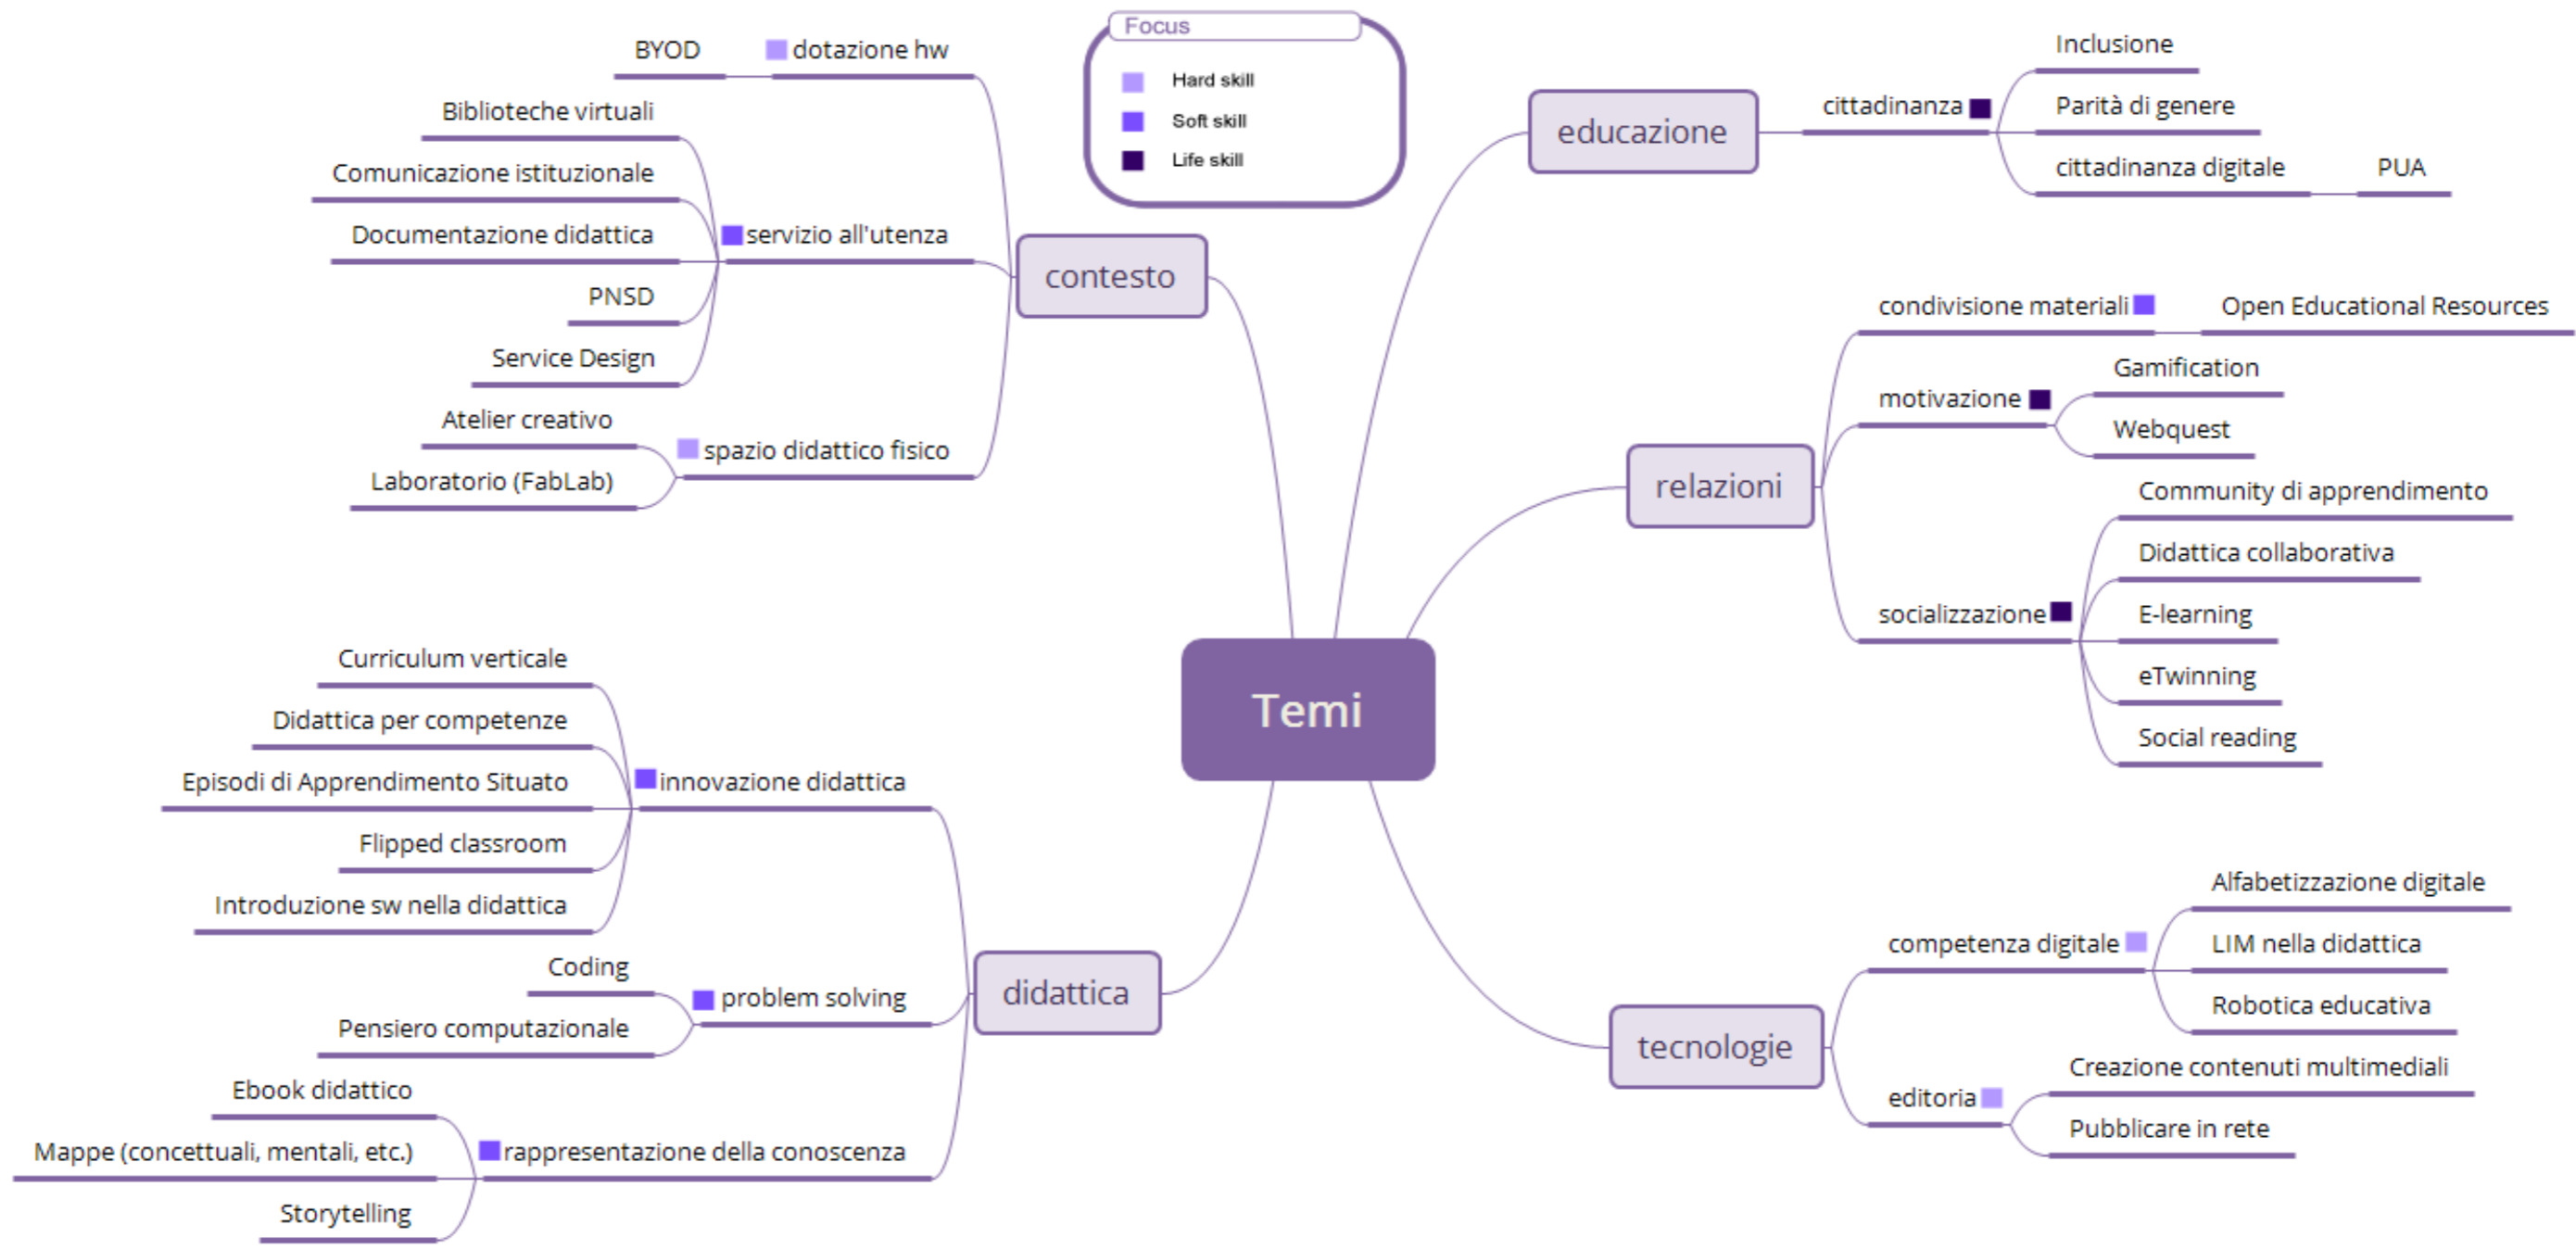 Focus
Hard skill
Soft skill
Life skill
Temi
contesto
dotazione hw
BYOD
servizio all'utenza
Biblioteche virtuali
Comunicazione istituzionale
Documentazione didattica
PNSD
Service Design
spazio didattico fisico
Atelier creativo
Laboratorio (FabLab)
didattica
innovazione didattica
Curriculum verticale
Didattica per competenze
Episodi di Apprendimento Situato
Flipped classroom
Introduzione sw nella didattica
problem solving
Coding
Pensiero computazionale
rappresentazione della conoscenza
Ebook didattico
Mappe (concettuali, mentali, etc.)
Storytelling
educazione
cittadinanza
Inclusione
Parità di genere
cittadinanza digitale
PUA
relazioni
condivisione materiali
Open Educational Resources
motivazione
Gamification
Webquest
socializzazione
Community di apprendimento
Didattica collaborativa
E-learning
eTwinning
Social reading
tecnologie
competenza digitale
Alfabetizzazione digitale
LIM nella didattica
Robotica educativa
editoria
Creazione contenuti multimediali
Pubblicare in rete